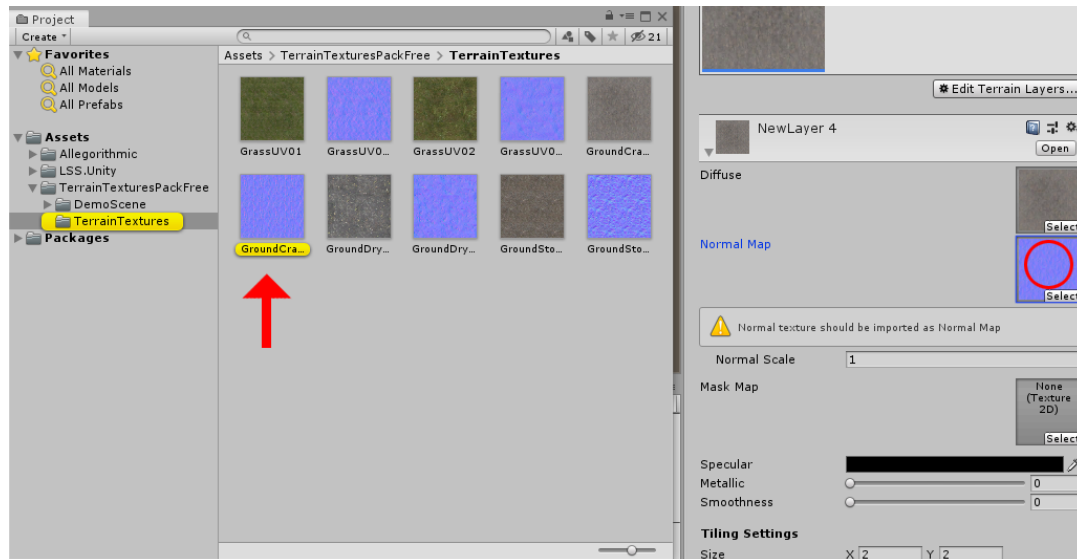 Project
Create
21
Favorites
All Materials
All Models
All Prefabs
Assets
Allegorithmic
LSS.Unity
TerrainTexturesPackFree
DemoScene
TerrainTextures
Packages
Assets > TerrainTexturesPackFree > TerrainTextures
GrassUV01 GrassUV0... GrassUV02 GrassUV0... GroundCra...
GroundCra... GroundDry... GroundDry... GroundSto... GroundSto...
Edit Terrain Layers...
NewLayer 4
Open
Diffuse
Select
Normal Map
Select
Normal texture should be imported as Normal Map
Normal Scale 1
Mask Map
None
(Texture
2D)
Select
Specular
Metallic 0
Smoothness 0
Tiling Settings
Size X 2 Y 2